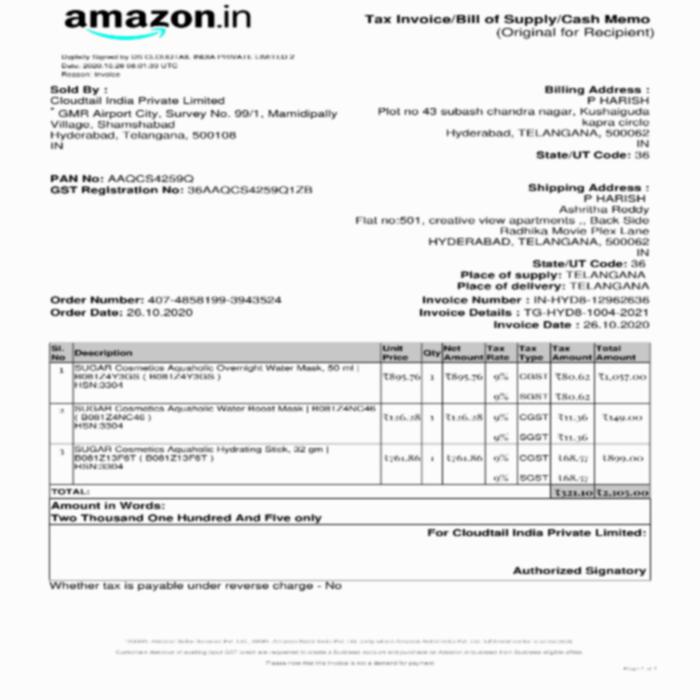 amazon.in
Tax Invoice/Bill of Supply/Cash Memo
(Original for Recipient)
Digitally Signed by DS CLOUDTAIL INDIA PRIVATE LIMITED 2
Date: 2020.10.26 UTC
Reason: Invoice
Sold By :
Cloudtail India Private Limited
* GMR Airport City, Survey No. 99/1, Mamidipally
Village, Shamshabad
Hyderabad, Telangana, 500108
IN
Billing Address :
P HARISH
Plot no 43 subash chandra nagar, Kushaiguda
kapra circle
Hyderabad, TELANGANA, 500062
IN
State/UT Code: 36
PAN No: AAQCS4259Q
GST Registration No: 36AAQCS4259Q1ZB
Shipping Address :
P HARISH
Ashritha Reddy
Flat no:501, creative view apartments ,, Back Side
Radhika Movie Plex Lane
HYDERABAD, TELANGANA, 500062
IN
State/UT Code: 36
Place of supply: TELANGANA
Place of delivery: TELANGANA
Order Number: 407-4858199-3943524
Order Date: 26.10.2020
Invoice Number : IN-HYD8-12962636
Invoice Details : TG-HYD8-1004-2021
Invoice Date : 26.10.2020
Sl. No Description Unit Price Qty Net Amount Tax Rate Tax Type Tax Amount Total Amount
1 SUGAR Cosmetics Aquaholic Overnight Water Mask, 50 ml | ₹895.76 1 ₹895.76 9% CGST ₹80.62 ₹1,057.00
B081Z4Y3GS ( B081Z4Y3GS )
HSN:3304
9% SGST ₹80.62
2 SUGAR Cosmetics Aquaholic Water Boost Mask | B081Z4NC46 ₹126.28 1 ₹126.28 9% CGST ₹11.36 ₹149.00
( B081Z4NC46 )
HSN:3304
9% SGST ₹11.36
3 SUGAR Cosmetics Aquaholic Hydrating Stick, 32 gm | ₹761.86 1 ₹761.86 9% CGST ₹68.57 ₹899.00
B081Z13F6T ( B081Z13F6T )
HSN:3304
9% SGST ₹68.57
TOTAL: ₹321.10 ₹2,105.00
Amount in Words:
Two Thousand One Hundred And Five only
For Cloudtail India Private Limited:
Authorized Signatory
Whether tax is payable under reverse charge - No
Please note that this invoice is not a demand for payment
Page 1 of 1